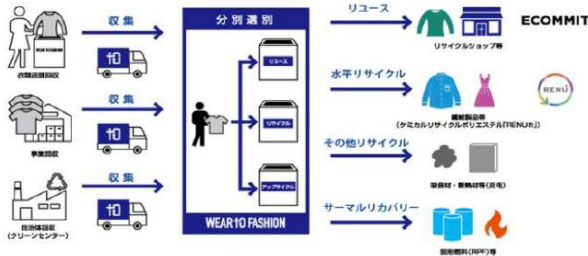 収集
衣類店頭回収
収集
事業回収
収集
自治体回収
(クリーンセンター)
分別選別
リユース
リサイクル
アップサイクル
WEAR TO FASHION
リユース
リサイクルショップ等
ECOMMIT
水平リサイクル
繊維製品等
(ケミカルリサイクルポリエステル「RENU®」)
RENU
その他リサイクル
吸音材・断熱材等(反毛)
サーマルリカバリー
固形燃料(RPF)等